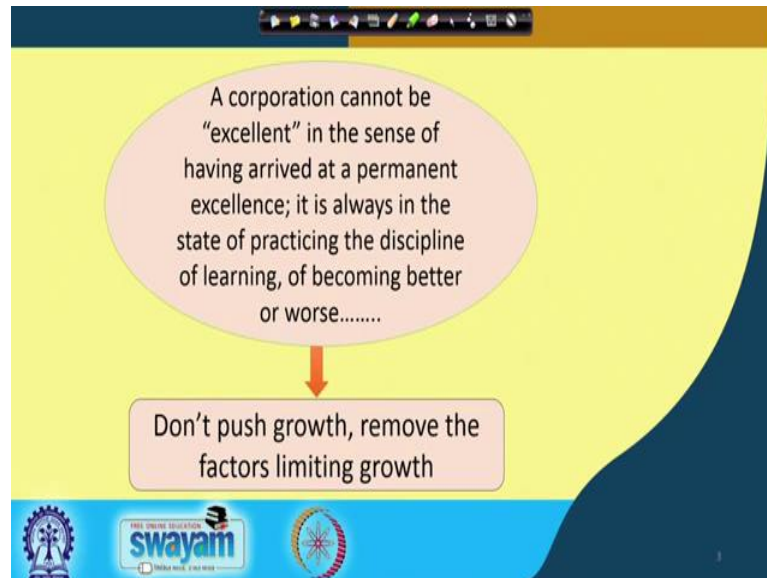 A corporation cannot be
“excellent” in the sense of
having arrived at a permanent
excellence; it is always in the
state of practicing the discipline
of learning, of becoming better
or worse……..
Don’t push growth, remove the
factors limiting growth
FREE ONLINE EDUCATION
swayam
3